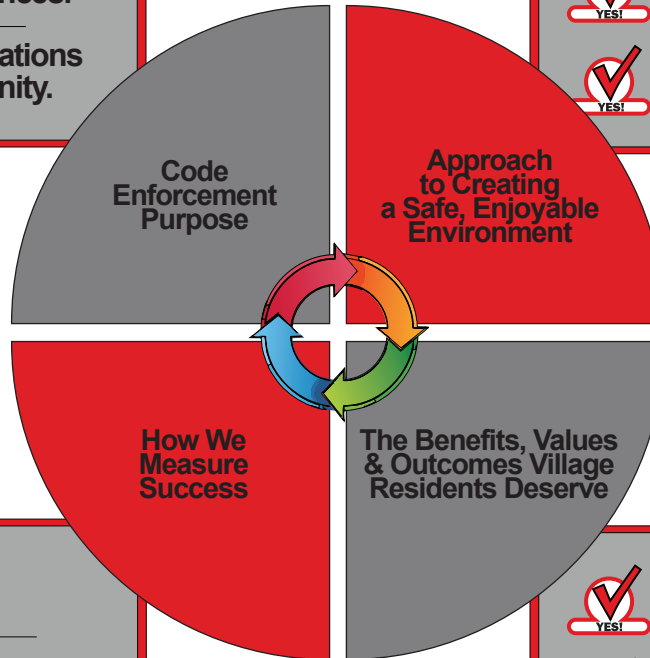 ations
nity.
YES!
YES!
Code
Enforcement
Purpose
Approach
to Creating
a Safe, Enjoyable
Environment
How We
Measure
Success
The Benefits, Values
& Outcomes Village
Residents Deserve
YES!